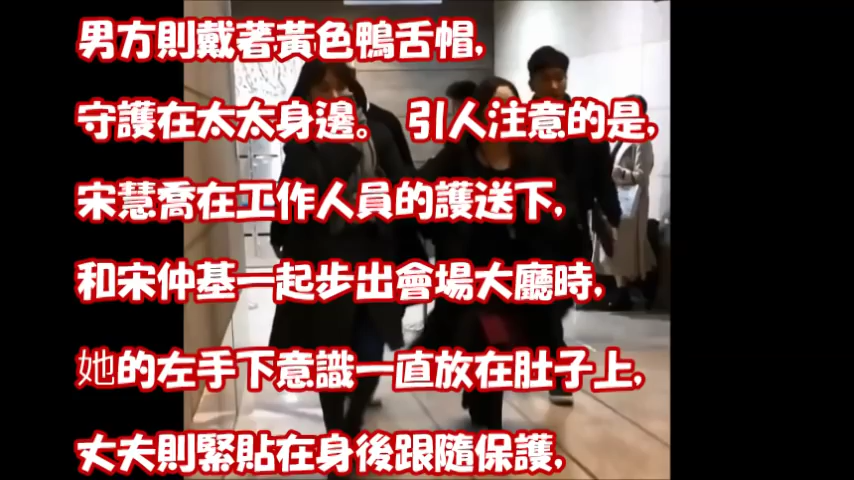 男方則戴著黃色鴨舌帽,
守護在太太身邊。 引人注意的是,
宋慧喬在工作人員的護送下,
和宋仲基一起步出會場大廳時,
她的左手下意識一直放在肚子上,
丈夫則緊貼在身後跟隨保護,